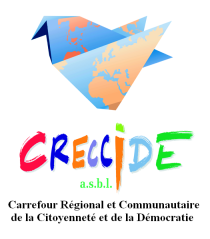 CRECCIDE
a.s.b.l.
Carrefour Régional et Communautaire
de la Citoyenneté et de la Démocratie